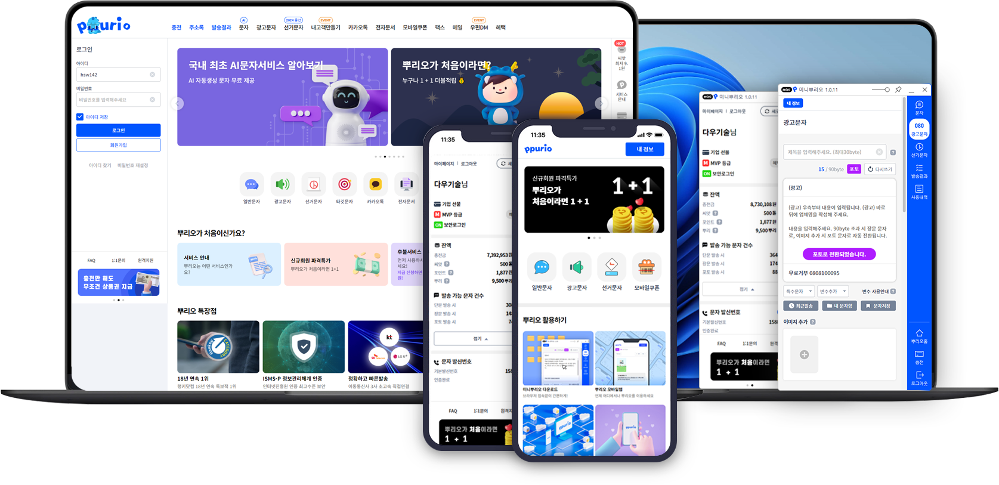 ppurio
충전
주소록
발송결과
AI
문자
광고문자
2024 총선
선거문자
EVENT
내고객만들기
카카오톡
전자문서
모바일쿠폰
팩스
메일
EVENT
우편DM
혜택
로그인
아이디
hsw142
비밀번호
비밀번호를 입력해주세요
아이디 저장
로그인
회원가입
아이디 찾기
비밀번호 재설정
FAQ
1:1문의
원격지원
충전만 해도
무조건 상품권 지급
국내 최초 AI문자서비스 알아보기
AI 자동생성 문자 무료 제공
뿌리오가 처음이라면?
누구나 1 + 1 더블적립
HOT
씨앗
최저 9.
1원
서비스
안내
일반문자
광고문자
선거문자
타깃문자
카카오톡
전자문서
뿌리오가 처음이신가요?
서비스 안내
뿌리오는 어떤 서비스인가
요?
신규회원 파격특가
뿌리오가 처음이라면 1+1
후불서비스
먼저 사용하시
세요!
지금 신청하면
원!
뿌리오 특장점
Rankey
kt
SK telecom
LG U+
18년 연속 1위
랭키닷컴 18년 연속 독보적 1위
ISMS-P 정보관리체계 인증
인터넷진흥원 인증 최고수준 보안
정확하고 빠른발송
이동통신사 3사 초고속 직접연결
11:35
마이페이지 | 로그아웃
새
다우기술님
기업 선불
M MVP 등급
혜
ON 보안로그인
잔액
충전금 7,392,953
씨앗 ? 500통
포인트 ? 1,877
뿌리 ? 9,500뿌리
발송 가능 문자 건수
단문 발송 시 308
장문 발송 시 148
포토 발송 시
접기
문자 발신번호
기본발신번호 158
인증완료
FAQ
1:1문의
원격지
뿌리오가 처음이라면
1 + 1
11:35
ppurio
내 정보
신규회원 파격특가
뿌리오가
처음이라면 1 + 1
1+1
일반문자
광고문자
선거문자
모바일쿠폰
뿌리오 활용하기
미니뿌리오 다운로드
브라우저 접속없이 간편하게!
뿌리오 모바일웹
언제 어디에서나 뿌리오를 이용하세요
ppurio
ppurio
mini P 미니뿌리오 1.0.11
마이페이지 | 로그아웃
새로
다우기술님
기업 선불
M MVP 등급
혜
ON 보안로그인
잔액
충전금 8,730,108원
씨앗 ? 500통
포인트 ? 1,877원
뿌리 ? 9,500뿌리
발송 가능 문자 건수
단문 발송 시 364
장문 발송 시 174
포토 발송 시 88
접기
문자 발신번호
기본발신번호 1588
인증완료
FAQ
1:1문의
원격
뿌리오가 처음이라면
1 + 1
mini P 미니뿌리오 1.0.11
내 정보
광고문자
제목을 입력해주세요. (최대30byte)
15 / 90byte
포토
다시쓰기
(광고)
(광고) 우측부터 내용이 입력됩니다. (광고) 바로
뒤에 업체명을 작성해 주세요.
내용을 입력해주세요. 90byte 초과 시 장문 문자
로, 이미지 추가 시 포토 문자로 자동 전환됩니다.
포토로 전환되었습니다.
무료거부 0808100095
특수문자
변수추가
변수 사용안내 ?
최근발송
내 문자함
문자저장
이미지 추가 ?
문자
080
광고문자
선거문자
발송결과
사용내역
뿌리오홈
충전
로그아웃